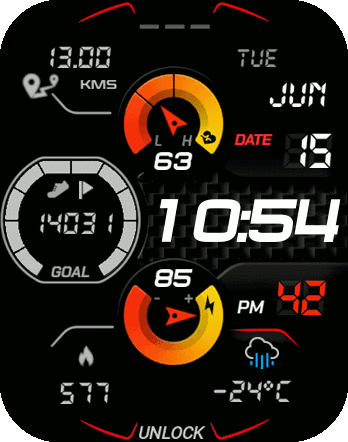 13.00
KMS
TUE
JUN
L H
DATE 15
63
14031
GOAL
10:54
85
- +
PM 42
577
-24°C
UNLOCK